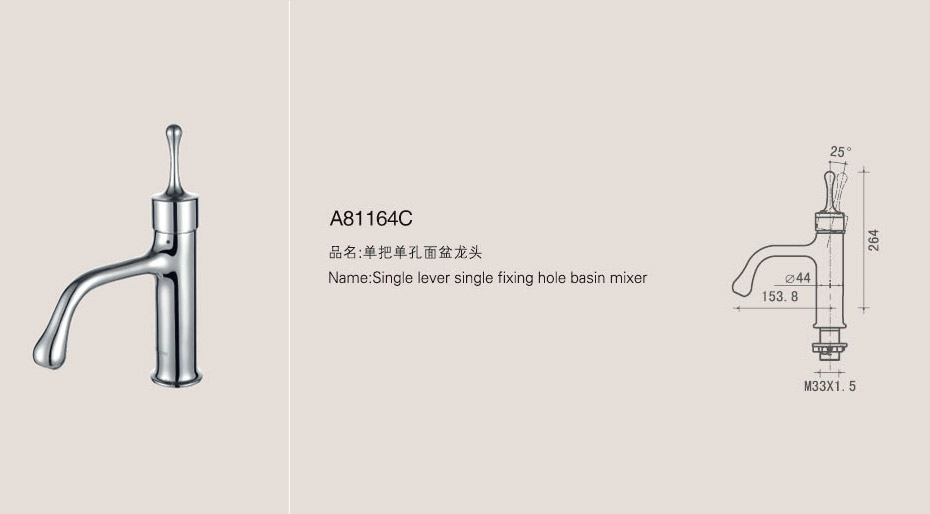 A81164C
品名:单把单孔面盆龙头
Name:Single lever single fixing hole basin mixer
25°
264
⌀44
153.8
M33X1.5